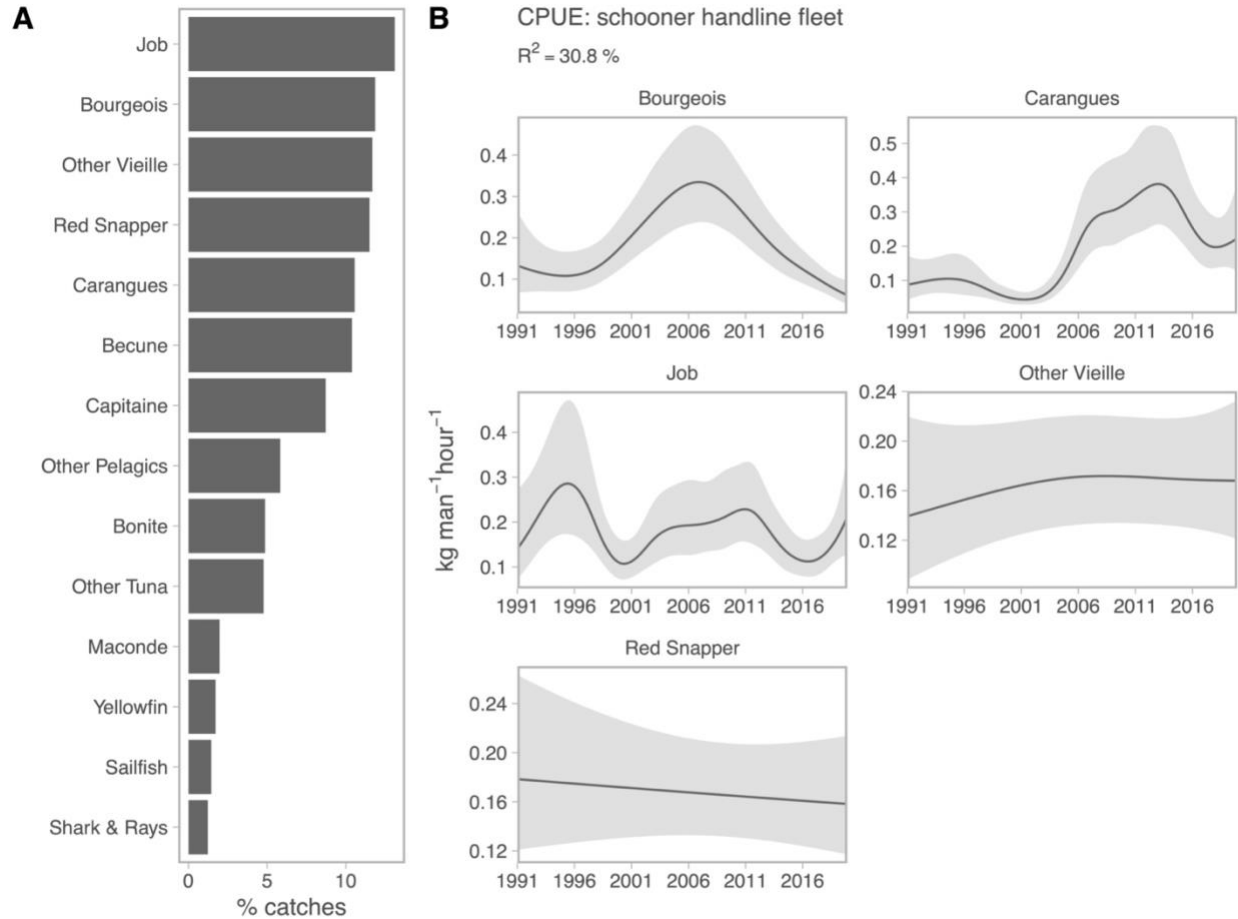 A
Job
Bourgeois
Other Vieille
Red Snapper
Carangues
Becune
Capitaine
Other Pelagics
Bonite
Other Tuna
Maconde
Yellowfin
Sailfish
Shark & Rays
0 5 10
% catches
B
CPUE: schooner handline fleet
R² = 30.8 %
kg man⁻¹hour⁻¹
Bourgeois
0.4
0.3
0.2
0.1
1991 1996 2001 2006 2011 2016
Carangues
0.5
0.4
0.3
0.2
0.1
1991 1996 2001 2006 2011 2016
Job
0.4
0.3
0.2
0.1
1991 1996 2001 2006 2011 2016
Other Vieille
0.24
0.20
0.16
0.12
1991 1996 2001 2006 2011 2016
Red Snapper
0.24
0.20
0.16
0.12
1991 1996 2001 2006 2011 2016